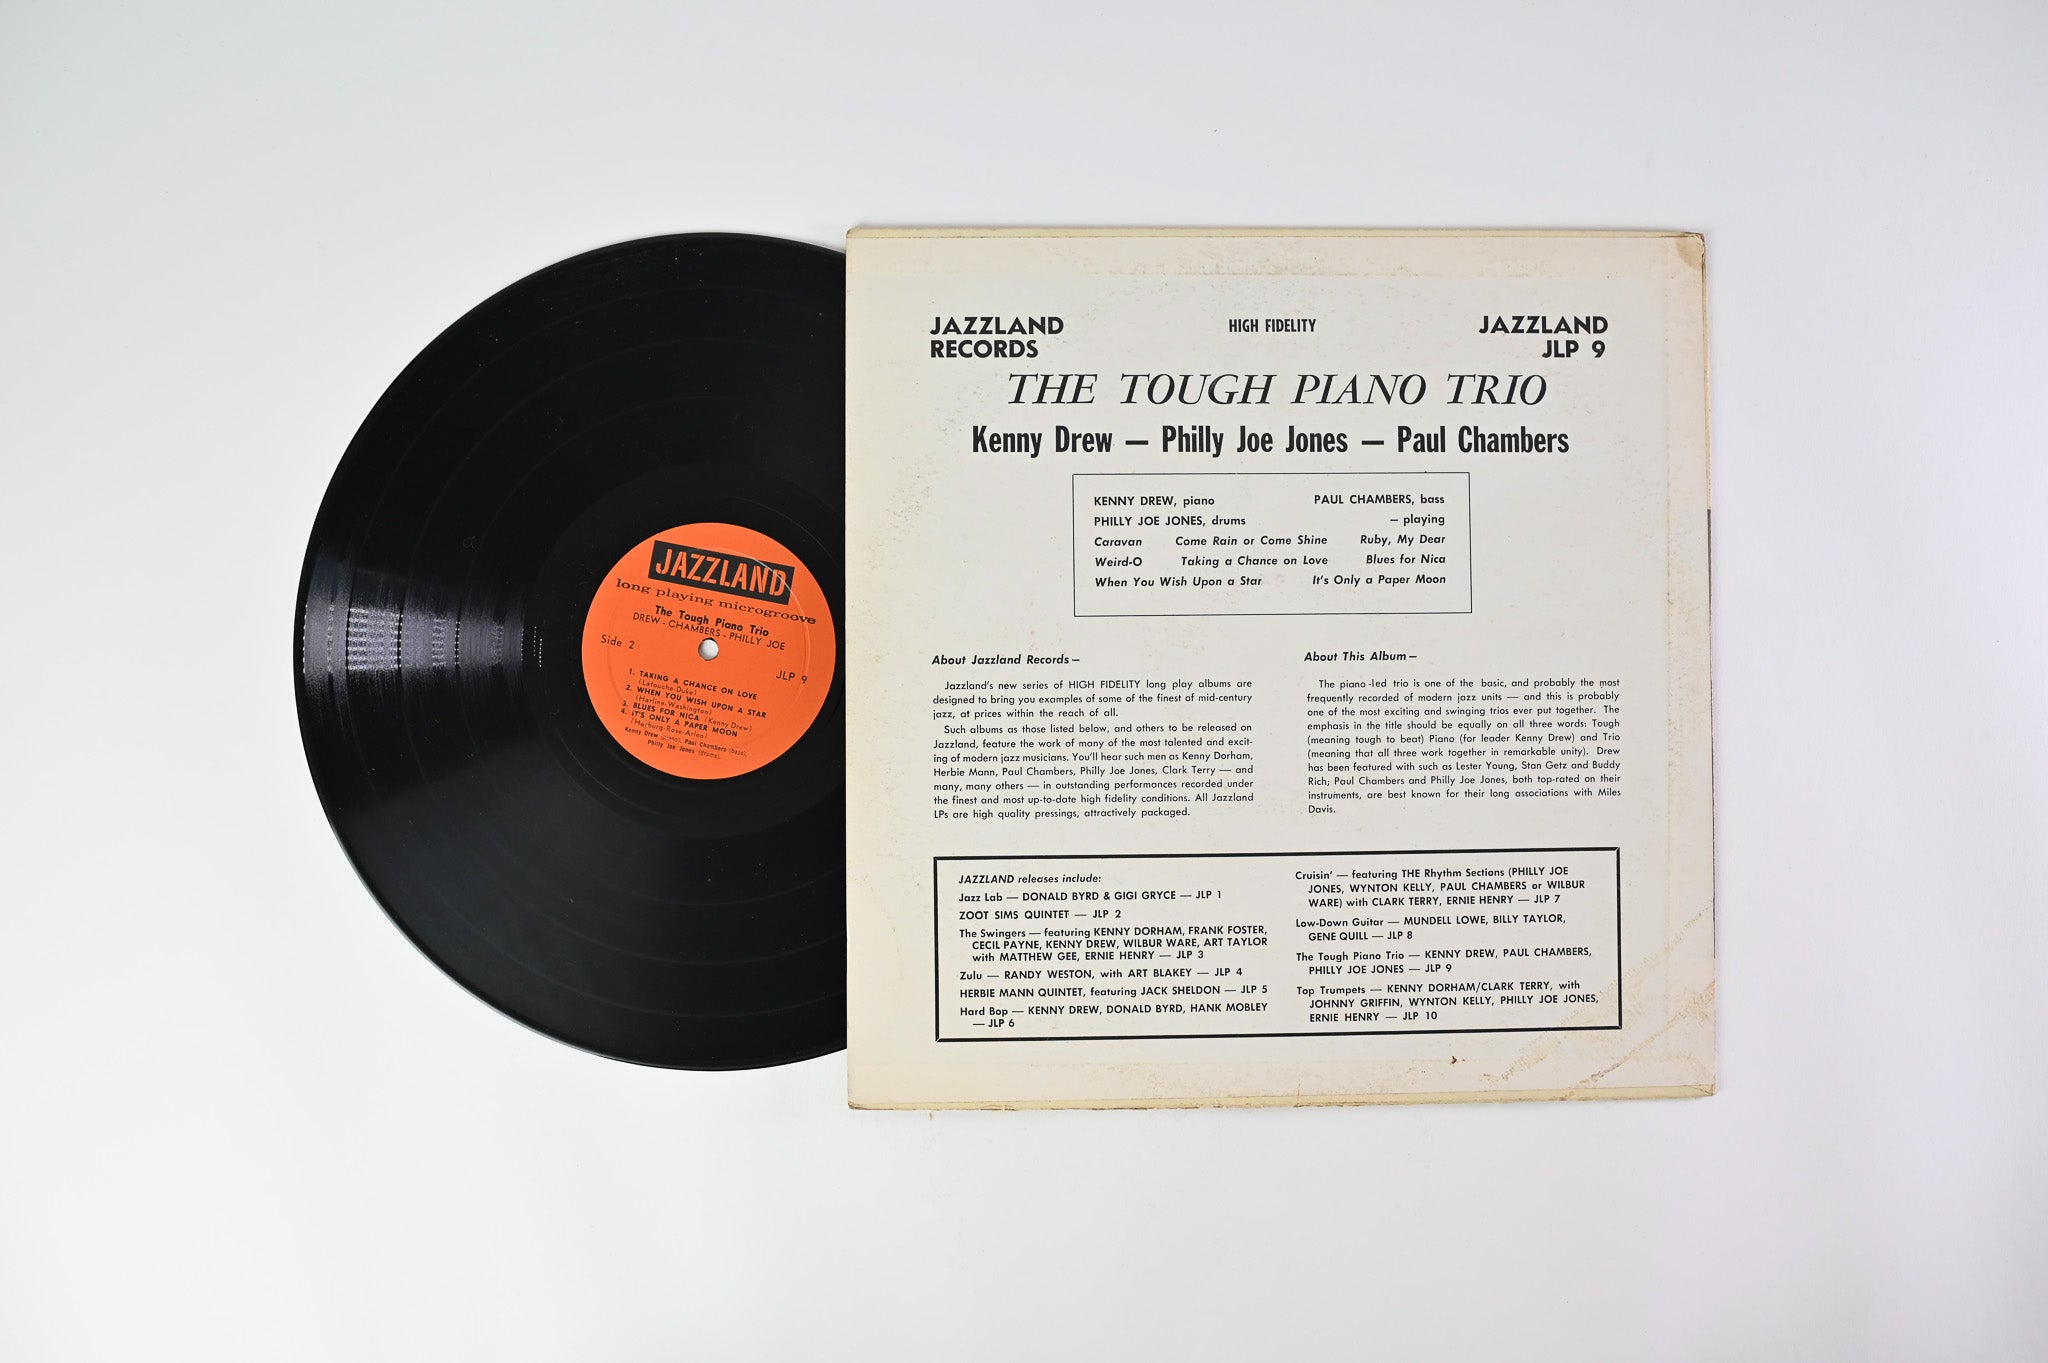 JAZZLAND
long playing microgroove
The Tough Piano Trio
DREW - CHAMBERS - PHILLY JOE
Side 2
JLP 9
1. TAKING A CHANCE ON LOVE
(Latouche-Duke)
2. WHEN YOU WISH UPON A STAR
(Harline-Washington)
3. BLUES FOR NICA (Kenny Drew)
4. IT'S ONLY A PAPER MOON
(Harburg-Rose-Arlen)
Kenny Drew (piano), Paul Chambers (bass),
Philly Joe Jones (drums).
JAZZLAND
RECORDS
HIGH FIDELITY
JAZZLAND
JLP 9
THE TOUGH PIANO TRIO
Kenny Drew — Philly Joe Jones — Paul Chambers
KENNY DREW, piano PAUL CHAMBERS, bass
PHILLY JOE JONES, drums — playing
Caravan Come Rain or Come Shine Ruby, My Dear
Weird-O Taking a Chance on Love Blues for Nica
When You Wish Upon a Star It's Only a Paper Moon
About Jazzland Records —
Jazzland's new series of HIGH FIDELITY long play albums are
designed to bring you examples of some of the finest of mid-century
jazz, at prices within the reach of all.
Such albums as those listed below, and others to be released on
Jazzland, feature the work of many of the most talented and excit-
ing of modern jazz musicians. You'll hear such men as Kenny Dorham,
Herbie Mann, Paul Chambers, Philly Joe Jones, Clark Terry — and
many, many others — in outstanding performances recorded under
the finest and most up-to-date high fidelity conditions. All Jazzland
LPs are high quality pressings, attractively packaged.
About This Album —
The piano-led trio is one of the basic, and probably the most
frequently recorded of modern jazz units — and this is probably
one of the most exciting and swinging trios ever put together. The
emphasis in the title should be equally on all three words: Tough
(meaning tough to beat) Piano (for leader Kenny Drew) and Trio
(meaning that all three work together in remarkable unity). Drew
has been featured with such as Lester Young, Stan Getz and Buddy
Rich; Paul Chambers and Philly Joe Jones, both top-rated on their
instruments, are best known for their long associations with Miles
Davis.
JAZZLAND releases include:
Jazz Lab — DONALD BYRD & GIGI GRYCE — JLP 1
ZOOT SIMS QUINTET — JLP 2
The Swingers — featuring KENNY DORHAM, FRANK FOSTER,
CECIL PAYNE, KENNY DREW, WILBUR WARE, ART TAYLOR
with MATTHEW GEE, ERNIE HENRY — JLP 3
Zulu — RANDY WESTON, with ART BLAKEY — JLP 4
HERBIE MANN QUINTET, featuring JACK SHELDON — JLP 5
Hard Bop — KENNY DREW, DONALD BYRD, HANK MOBLEY
— JLP 6
Cruisin' — featuring THE Rhythm Sections (PHILLY JOE
JONES, WYNTON KELLY, PAUL CHAMBERS or WILBUR
WARE) with CLARK TERRY, ERNIE HENRY — JLP 7
Low-Down Guitar — MUNDELL LOWE, BILLY TAYLOR,
GENE QUILL — JLP 8
The Tough Piano Trio — KENNY DREW, PAUL CHAMBERS,
PHILLY JOE JONES — JLP 9
Top Trumpets — KENNY DORHAM/CLARK TERRY, with
JOHNNY GRIFFIN, WYNTON KELLY, PHILLY JOE JONES,
ERNIE HENRY — JLP 10